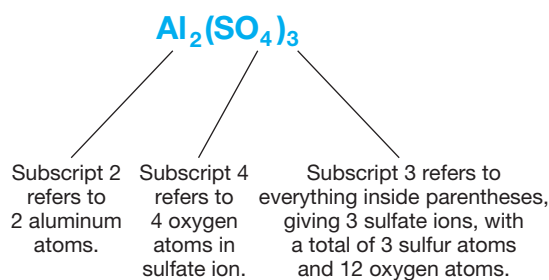 Al₂(SO₄)₃
Subscript 2
refers to
2 aluminum
atoms.
Subscript 4
refers to
4 oxygen
atoms in
sulfate ion.
Subscript 3 refers to
everything inside parentheses,
giving 3 sulfate ions, with
a total of 3 sulfur atoms
and 12 oxygen atoms.